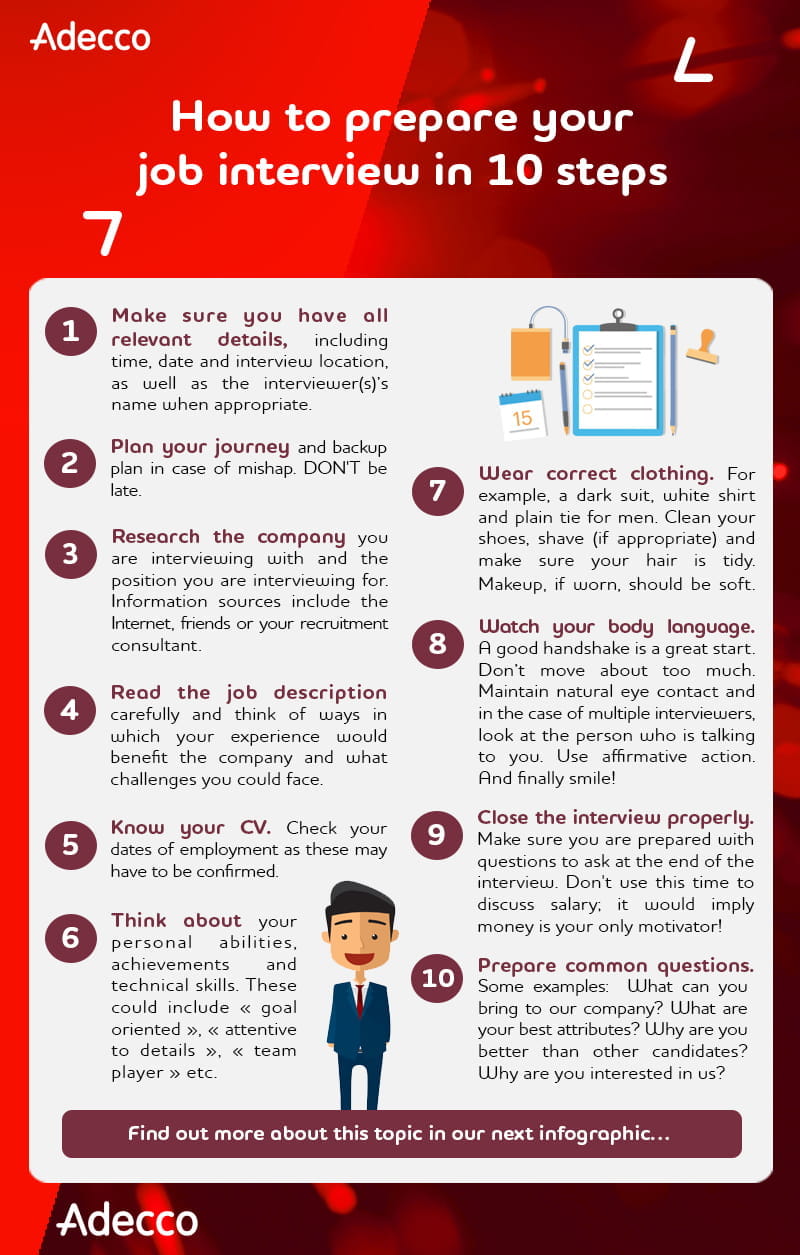 Adecco
How to prepare your
job interview in 10 steps
1
Make sure you have all
relevant details, including
time, date and interview location,
as well as the interviewer(s)'s
name when appropriate.
2
Plan your journey and backup
plan in case of mishap. DON'T be
late.
3
Research the company you
are interviewing with and the
position you are interviewing for.
Information sources include the
Internet, friends or your recruitment
consultant.
4
Read the job description
carefully and think of ways in
which your experience would
benefit the company and what
challenges you could face.
5
Know your CV. Check your
dates of employment as these may
have to be confirmed.
6
Think about your
personal abilities,
achievements and
technical skills. These
could include « goal
oriented », « attentive
to details », « team
player » etc.
15
7
Wear correct clothing. For
example, a dark suit, white shirt
and plain tie for men. Clean your
shoes, shave (if appropriate) and
make sure your hair is tidy.
Makeup, if worn, should be soft.
8
Watch your body language.
A good handshake is a great start.
Don't move about too much.
Maintain natural eye contact and
in the case of multiple interviewers,
look at the person who is talking
to you. Use affirmative action.
And finally smile!
9
Close the interview properly.
Make sure you are prepared with
questions to ask at the end of the
interview. Don't use this time to
discuss salary; it would imply
money is your only motivator!
10
Prepare common questions.
Some examples: What can you
bring to our company? What are
your best attributes? Why are you
better than other candidates?
Why are you interested in us?
Find out more about this topic in our next infographic...
Adecco